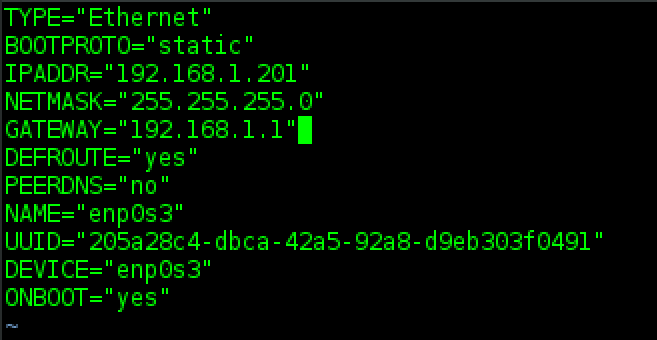 TYPE="Ethernet"
BOOTPROTO="static"
IPADDR="192.168.1.201"
NETMASK="255.255.255.0"
GATEWAY="192.168.1.1"
DEFROUTE="yes"
PEERDNS="no"
NAME="enp0s3"
UUID="205a28c4-dbca-42a5-92a8-d9eb303f0491"
DEVICE="enp0s3"
ONBOOT="yes"
~